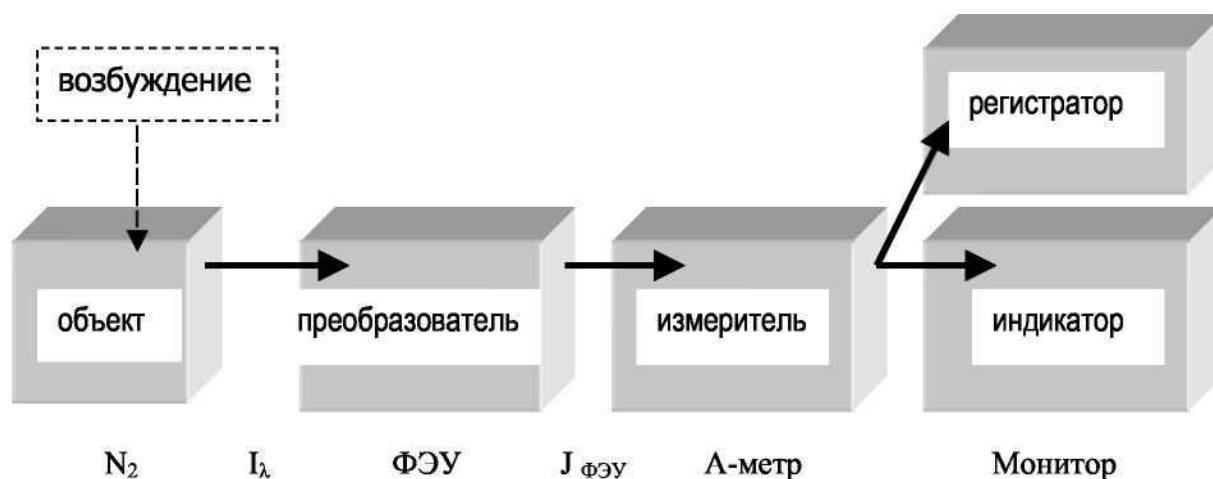 возбуждение
регистратор
объект
преобразователь
измеритель
индикатор
N₂ I_λ ФЭУ J ФЭУ А-метр Монитор